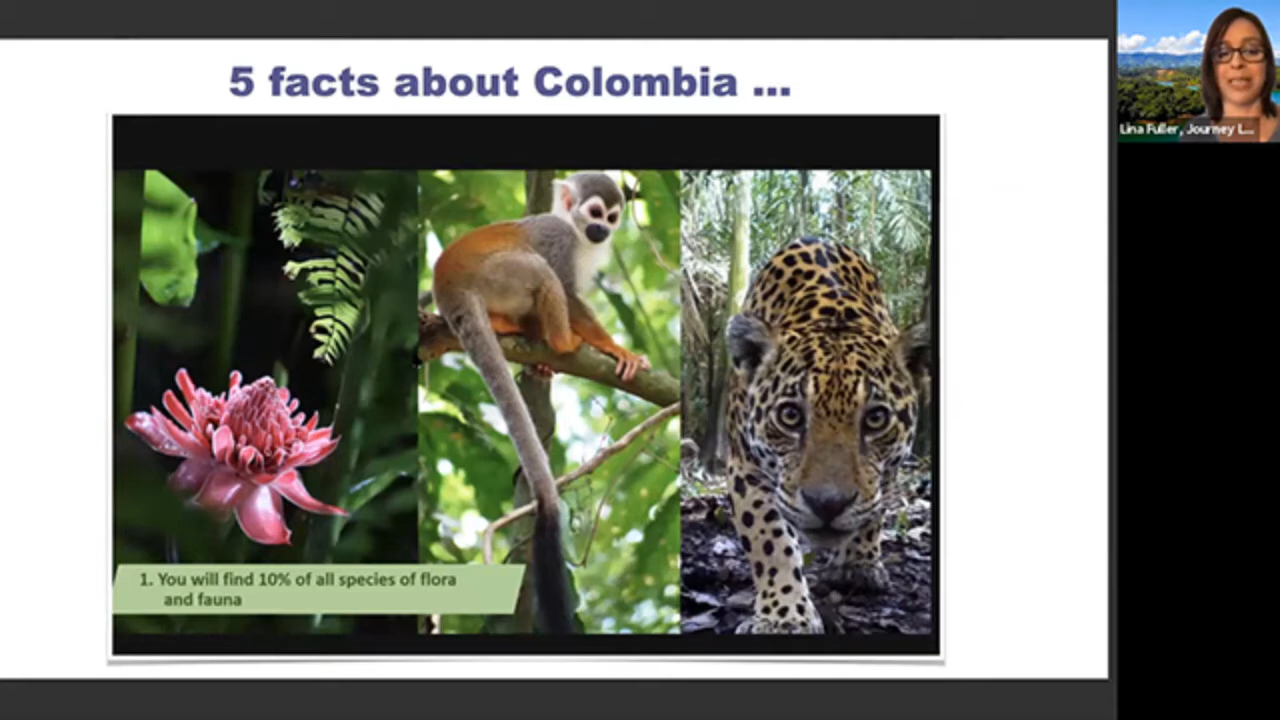 5 facts about Colombia ...
Lina Fuller, Journey L...
1. You will find 10% of all species of flora
and fauna